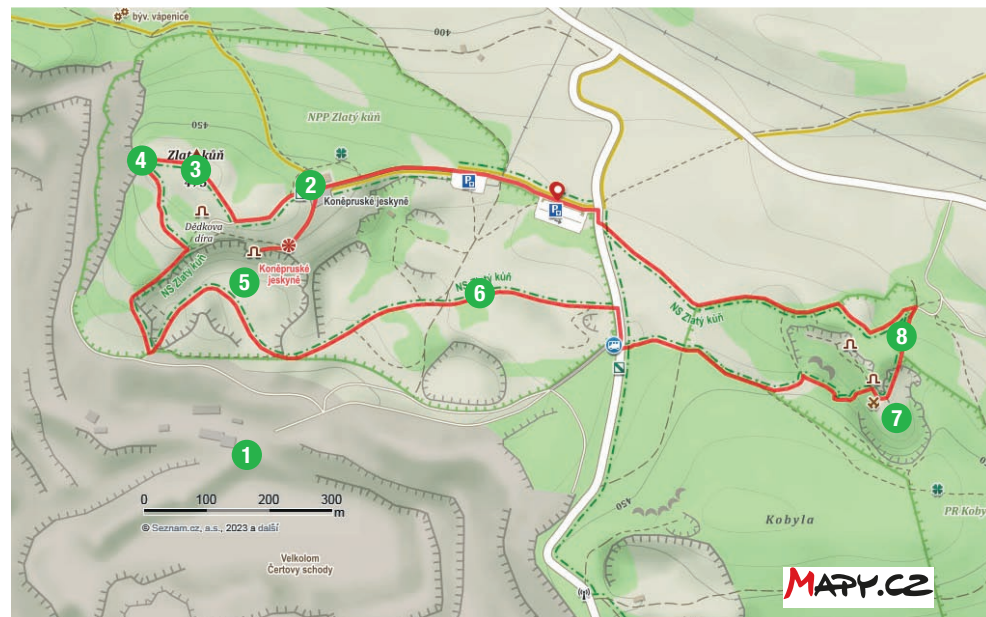 býv. vápenice
400
NPP Zlatý kůň
450
4
Zlatý kůň
3
2
Koněpruské jeskyně
Dědkova
díra
Koněpruské
jeskyně
NS Zlatý kůň
5
NS Zlatý kůň
6
NS Zlatý kůň
8
7
1
0 100 200 300
m
© Seznam.cz, a.s., 2023 a další
450
Kobyla
PR Koby
Velkolom
Čertovy schody
MAPY.CZ